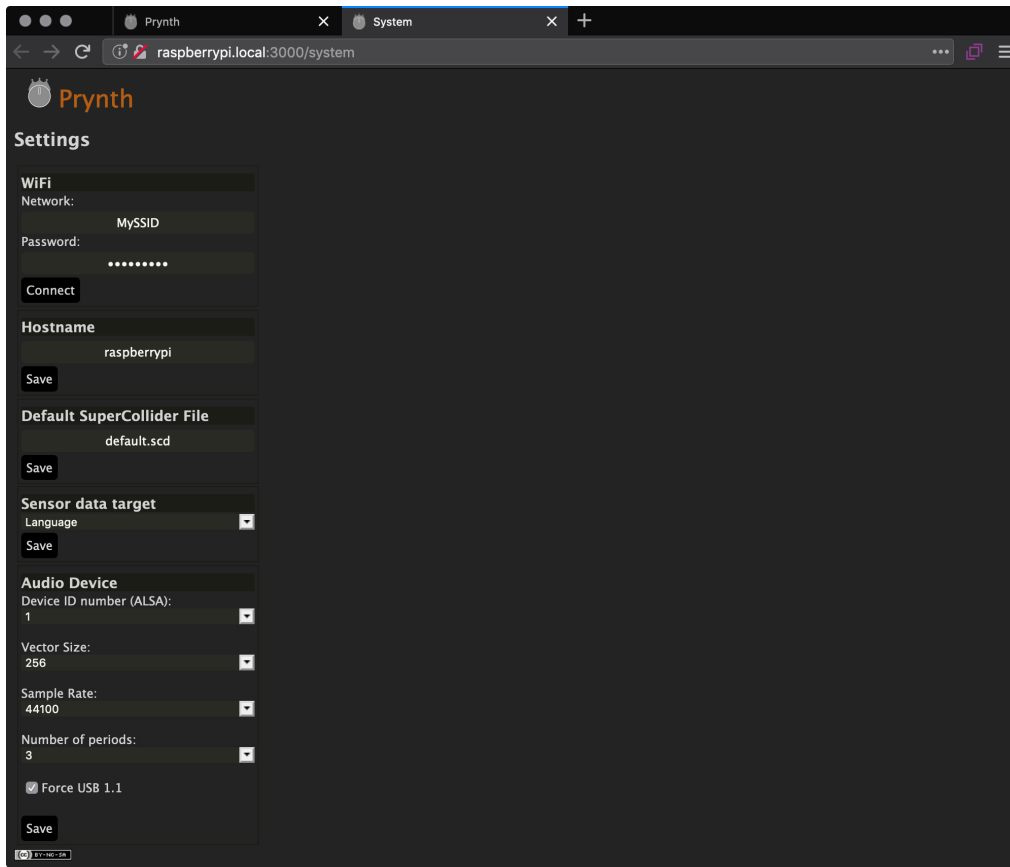 Prynth
System
raspberrypi.local:3000/system
Prynth
Settings
WiFi
Network:
MySSID
Password:
•••••••••
Connect
Hostname
raspberrypi
Save
Default SuperCollider File
default.scd
Save
Sensor data target
Language
Save
Audio Device
Device ID number (ALSA):
1
Vector Size:
256
Sample Rate:
44100
Number of periods:
3
Force USB 1.1
Save
(cc) BY-NC-SA